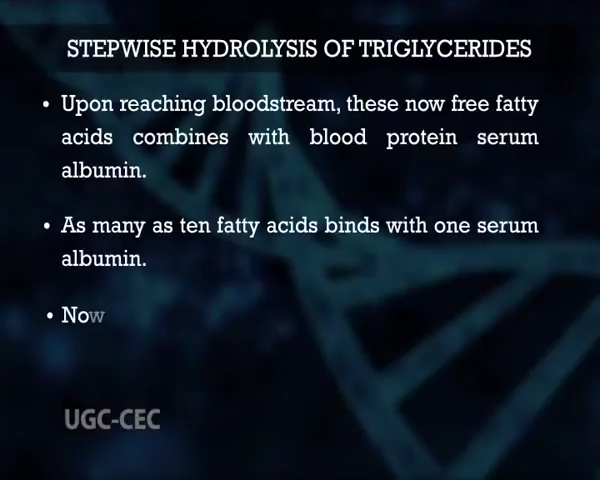 STEPWISE HYDROLYSIS OF TRIGLYCERIDES
• Upon reaching bloodstream, these now free fatty
acids combines with blood protein serum
albumin.
• As many as ten fatty acids binds with one serum
albumin.
• Now
UGC-CEC